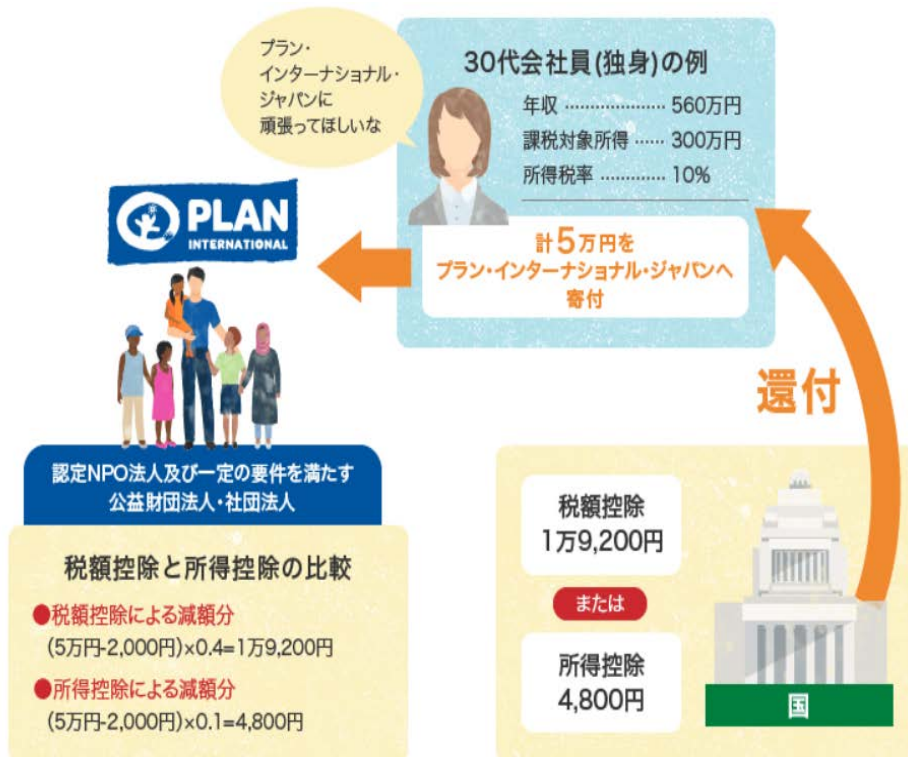 プラン・
インターナショナル・
ジャパンに
頑張ってほしいな
30代会社員(独身)の例
年収 ………………… 560万円
課税対象所得 …… 300万円
所得税率 ………… 10%
計5万円を
プラン・インターナショナル・ジャパンへ
寄付
PLAN
INTERNATIONAL
還付
認定NPO法人及び一定の要件を満たす
公益財団法人・社団法人
税額控除と所得控除の比較
●税額控除による減額分
(5万円-2,000円)×0.4=1万9,200円
●所得控除による減額分
(5万円-2,000円)×0.1=4,800円
税額控除
1万9,200円
または
所得控除
4,800円
国